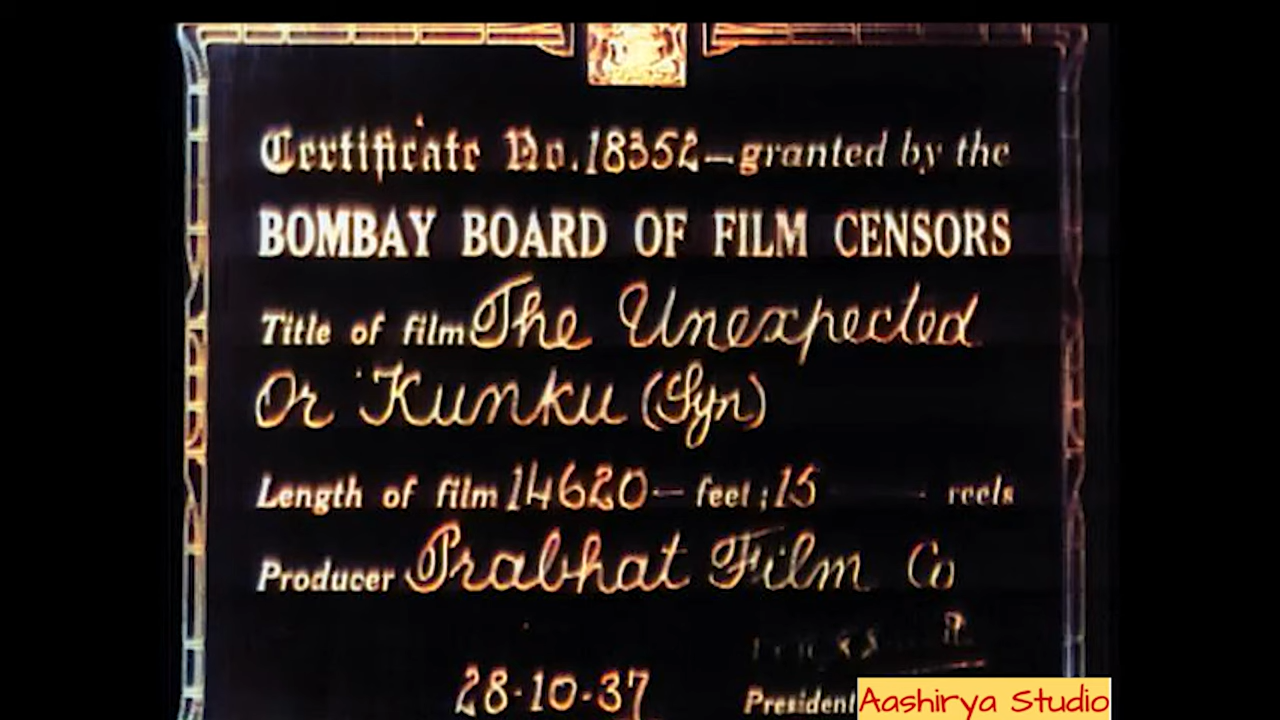 Certificate No. 18352 – granted by the
BOMBAY BOARD OF FILM CENSORS
Title of film The Unexpected
Or Kunku (Syn)
Length of film 14620 – feet; 15 reels
Producer Prabhat Film Co
28-10-37 President
Aashirya Studio